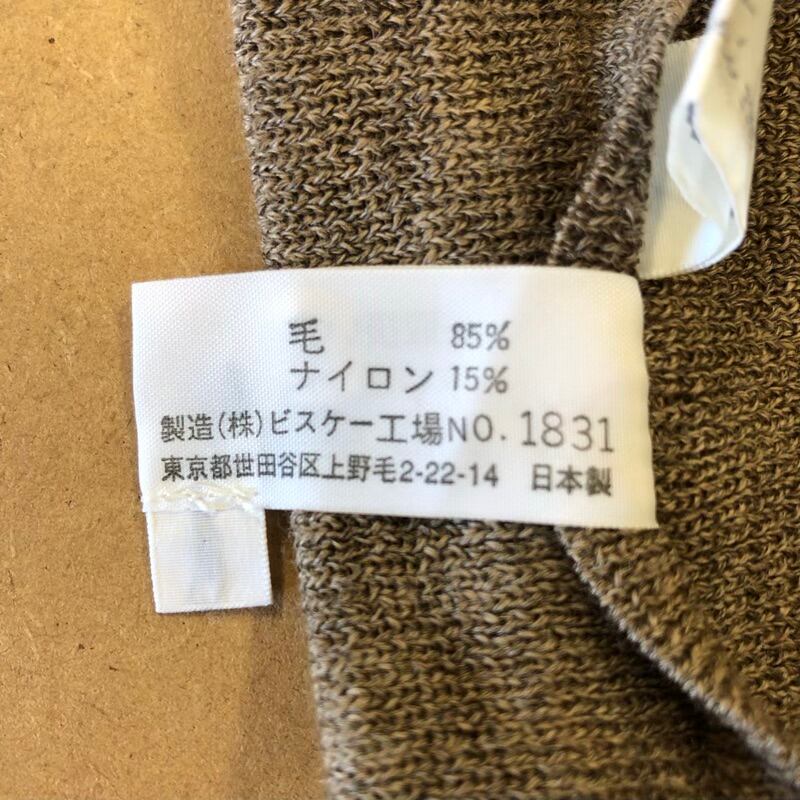 毛 85%
ナイロン 15%
製造(株)ビスケー工場NO. 1831
東京都世田谷区上野毛2-22-14 日本製